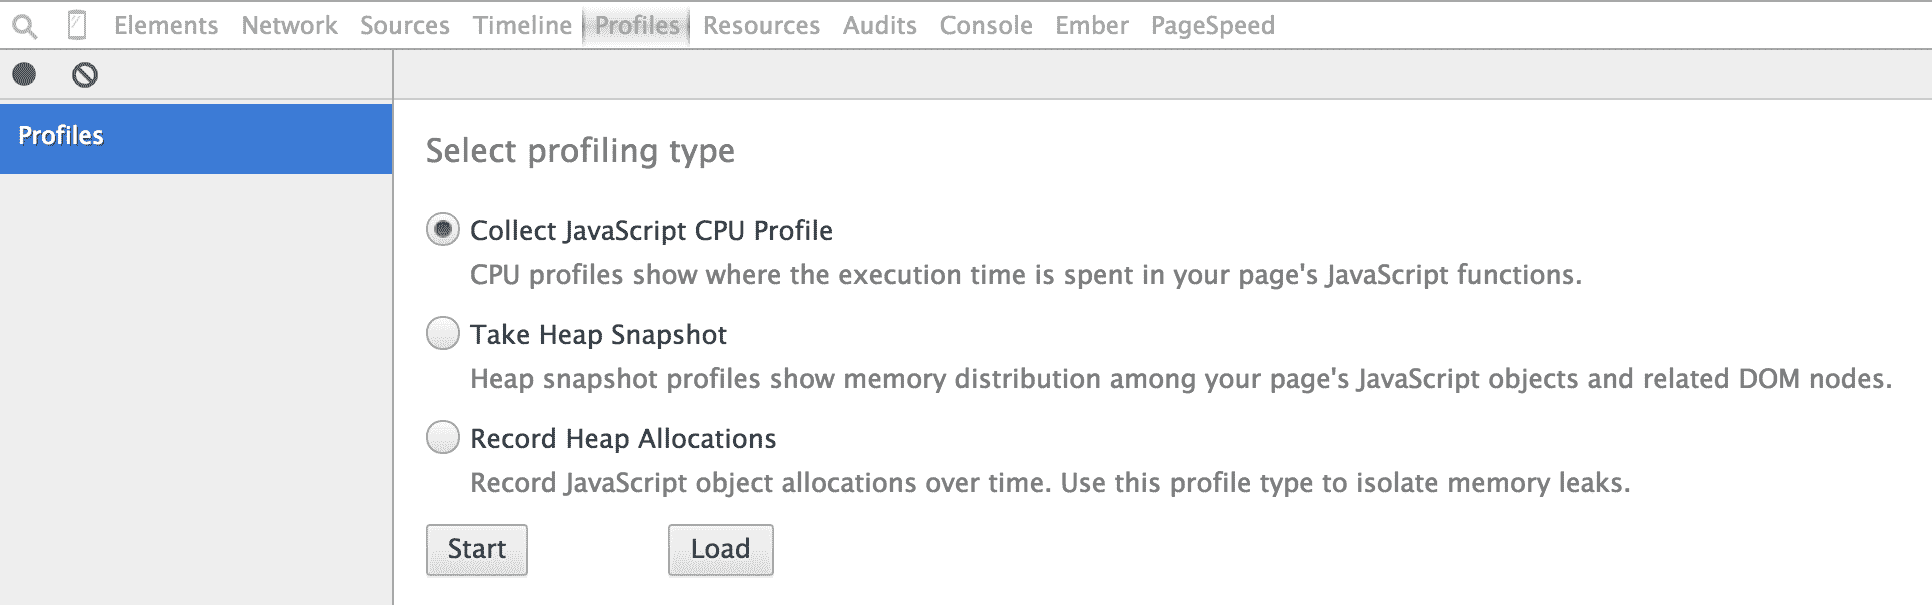 Elements Network Sources Timeline Profiles Resources Audits Console Ember PageSpeed
Profiles
Select profiling type
Collect JavaScript CPU Profile
CPU profiles show where the execution time is spent in your page's JavaScript functions.
Take Heap Snapshot
Heap snapshot profiles show memory distribution among your page's JavaScript objects and related DOM nodes.
Record Heap Allocations
Record JavaScript object allocations over time. Use this profile type to isolate memory leaks.
Start Load